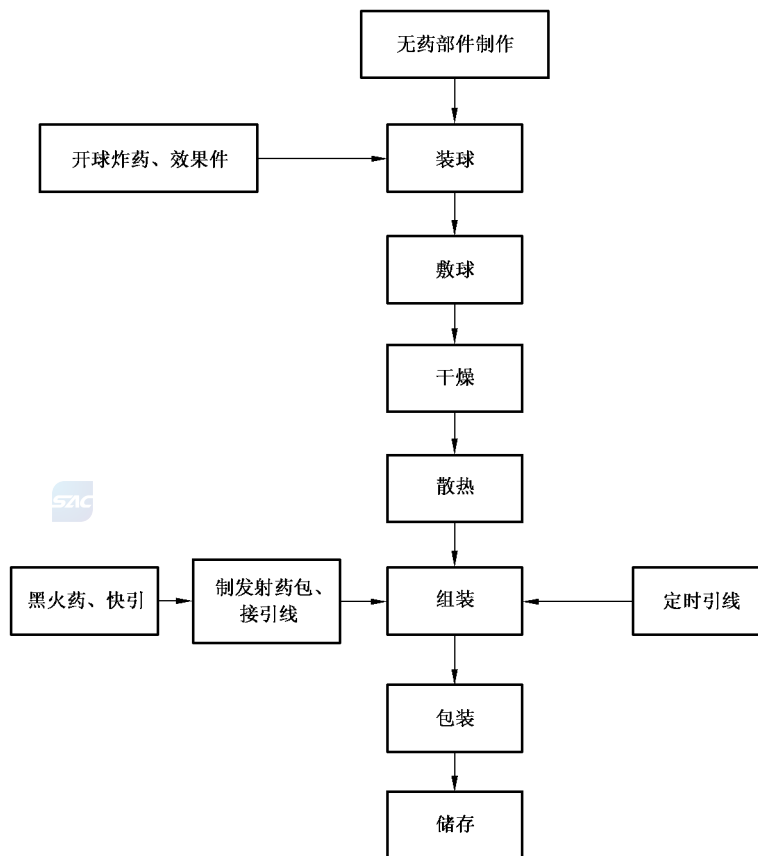 无药部件制作
开球炸药、效果件
装球
敷球
干燥
散热
SAC
黑火药、快引
制发射药包、
接引线
组装
定时引线
包装
储存